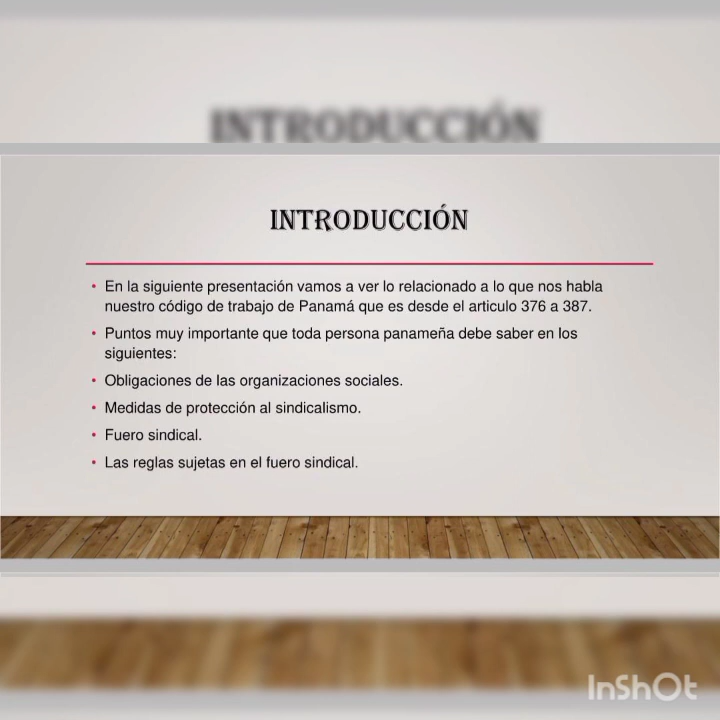 INTRODUCCIÓN
INTRODUCCIÓN
• En la siguiente presentación vamos a ver lo relacionado a lo que nos habla
nuestro código de trabajo de Panamá que es desde el articulo 376 a 387.
• Puntos muy importante que toda persona panameña debe saber en los
siguientes:
• Obligaciones de las organizaciones sociales.
• Medidas de protección al sindicalismo.
• Fuero sindical.
• Las reglas sujetas en el fuero sindical.
InShOt